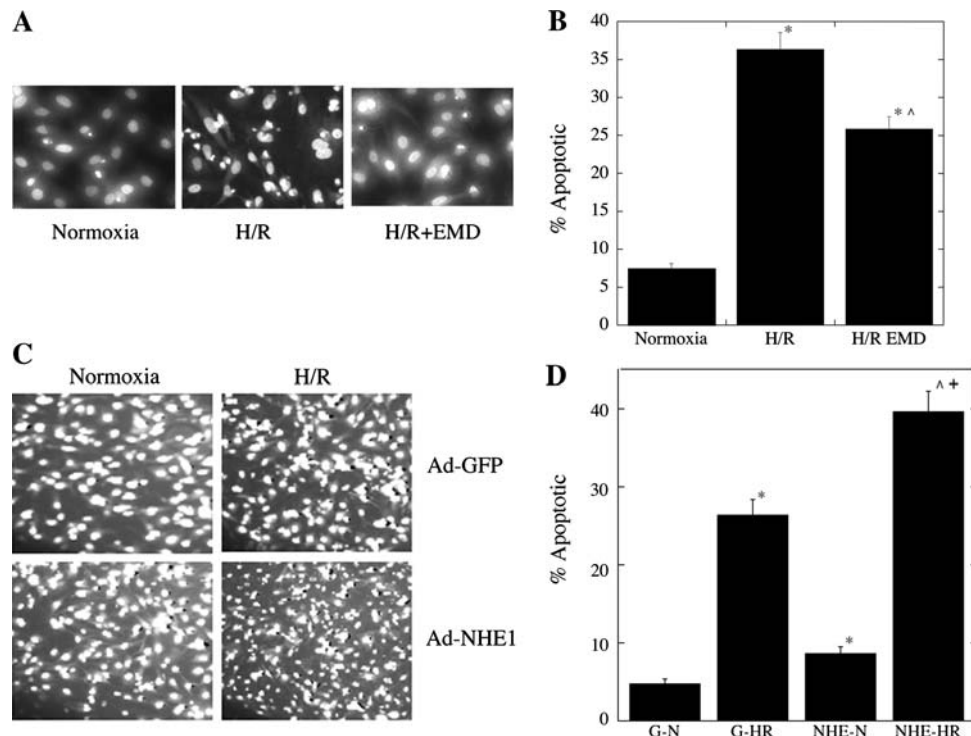 A
Normoxia
H/R
H/R+EMD
B
% Apoptotic
40
35
30
25
20
15
10
5
0
*
* ^
Normoxia
H/R
H/R EMD
C
Normoxia
H/R
Ad-GFP
Ad-NHE1
D
% Apoptotic
40
30
20
10
0
*
*
^ +
G-N
G-HR
NHE-N
NHE-HR